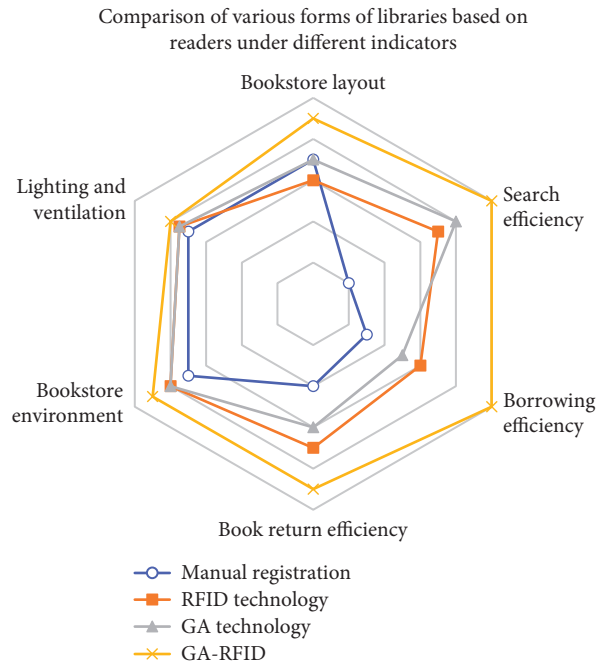 Comparison of various forms of libraries based on
readers under different indicators
Bookstore layout
Lighting and
ventilation
Search
efficiency
Bookstore
environment
Borrowing
efficiency
Book return efficiency
Manual registration
RFID technology
GA technology
GA-RFID